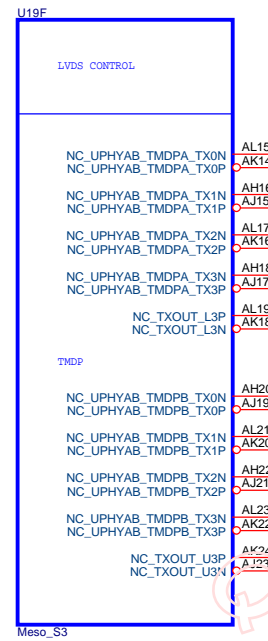 U19F
LVDS CONTROL
NC_UPHYAB_TMDPA_TX0N AL15
NC_UPHYAB_TMDPA_TX0P AK14
NC_UPHYAB_TMDPA_TX1N AH16
NC_UPHYAB_TMDPA_TX1P AJ15
NC_UPHYAB_TMDPA_TX2N AL17
NC_UPHYAB_TMDPA_TX2P AK16
NC_UPHYAB_TMDPA_TX3N AH18
NC_UPHYAB_TMDPA_TX3P AJ17
NC_TXOUT_L3P AL19
NC_TXOUT_L3N AK18
TMDP
NC_UPHYAB_TMDPB_TX0N AH20
NC_UPHYAB_TMDPB_TX0P AJ19
NC_UPHYAB_TMDPB_TX1N AL21
NC_UPHYAB_TMDPB_TX1P AK20
NC_UPHYAB_TMDPB_TX2N AH22
NC_UPHYAB_TMDPB_TX2P AJ21
NC_UPHYAB_TMDPB_TX3N AL23
NC_UPHYAB_TMDPB_TX3P AK22
NC_TXOUT_U3P AK24
NC_TXOUT_U3N AJ23
Meso_S3